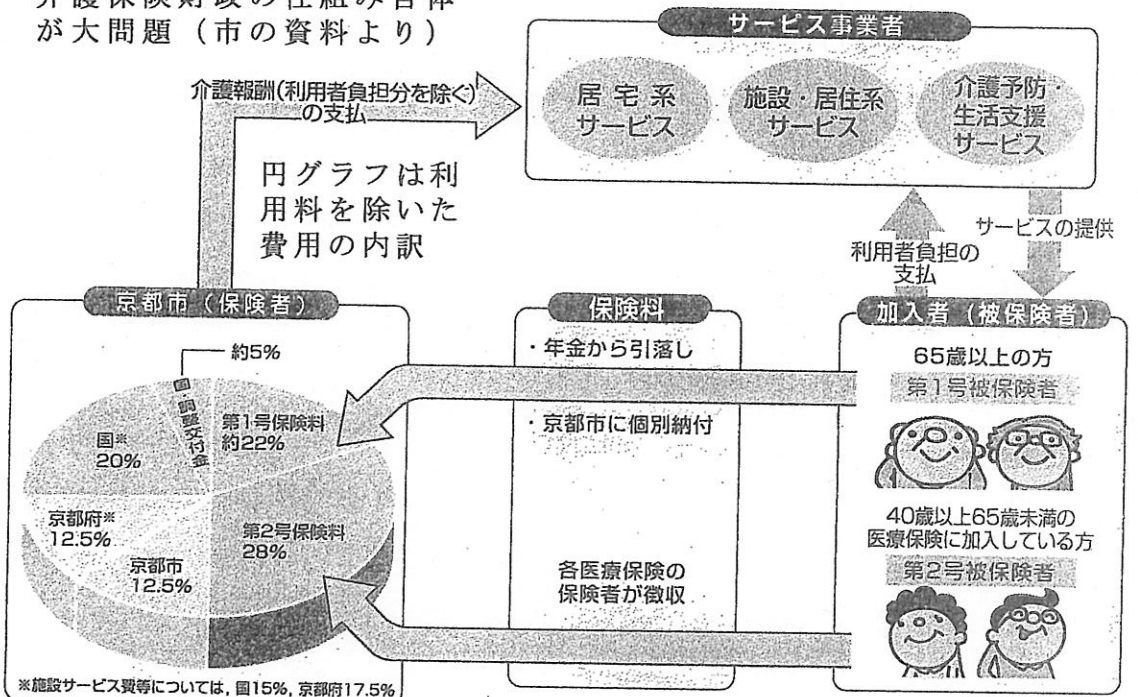 介護保険財政の仕組み自体
が大問題（市の資料より）
サービス事業者
居宅系
サービス
施設・居住系
サービス
介護予防・
生活支援
サービス
介護報酬(利用者負担分を除く)
の支払
円グラフは利
用料を除いた
費用の内訳
利用者負担の
支払
サービスの提供
京都市（保険者）
約5%
国・調整交付金
第1号保険料
約22%
国※
20%
京都府※
12.5%
京都市
12.5%
第2号保険料
28%
※施設サービス費等については，国15%，京都府17.5%
保険料
・年金から引落し
・京都市に個別納付
各医療保険の
保険者が徴収
加入者（被保険者）
65歳以上の方
第1号被保険者
40歳以上65歳未満の
医療保険に加入している方
第2号被保険者